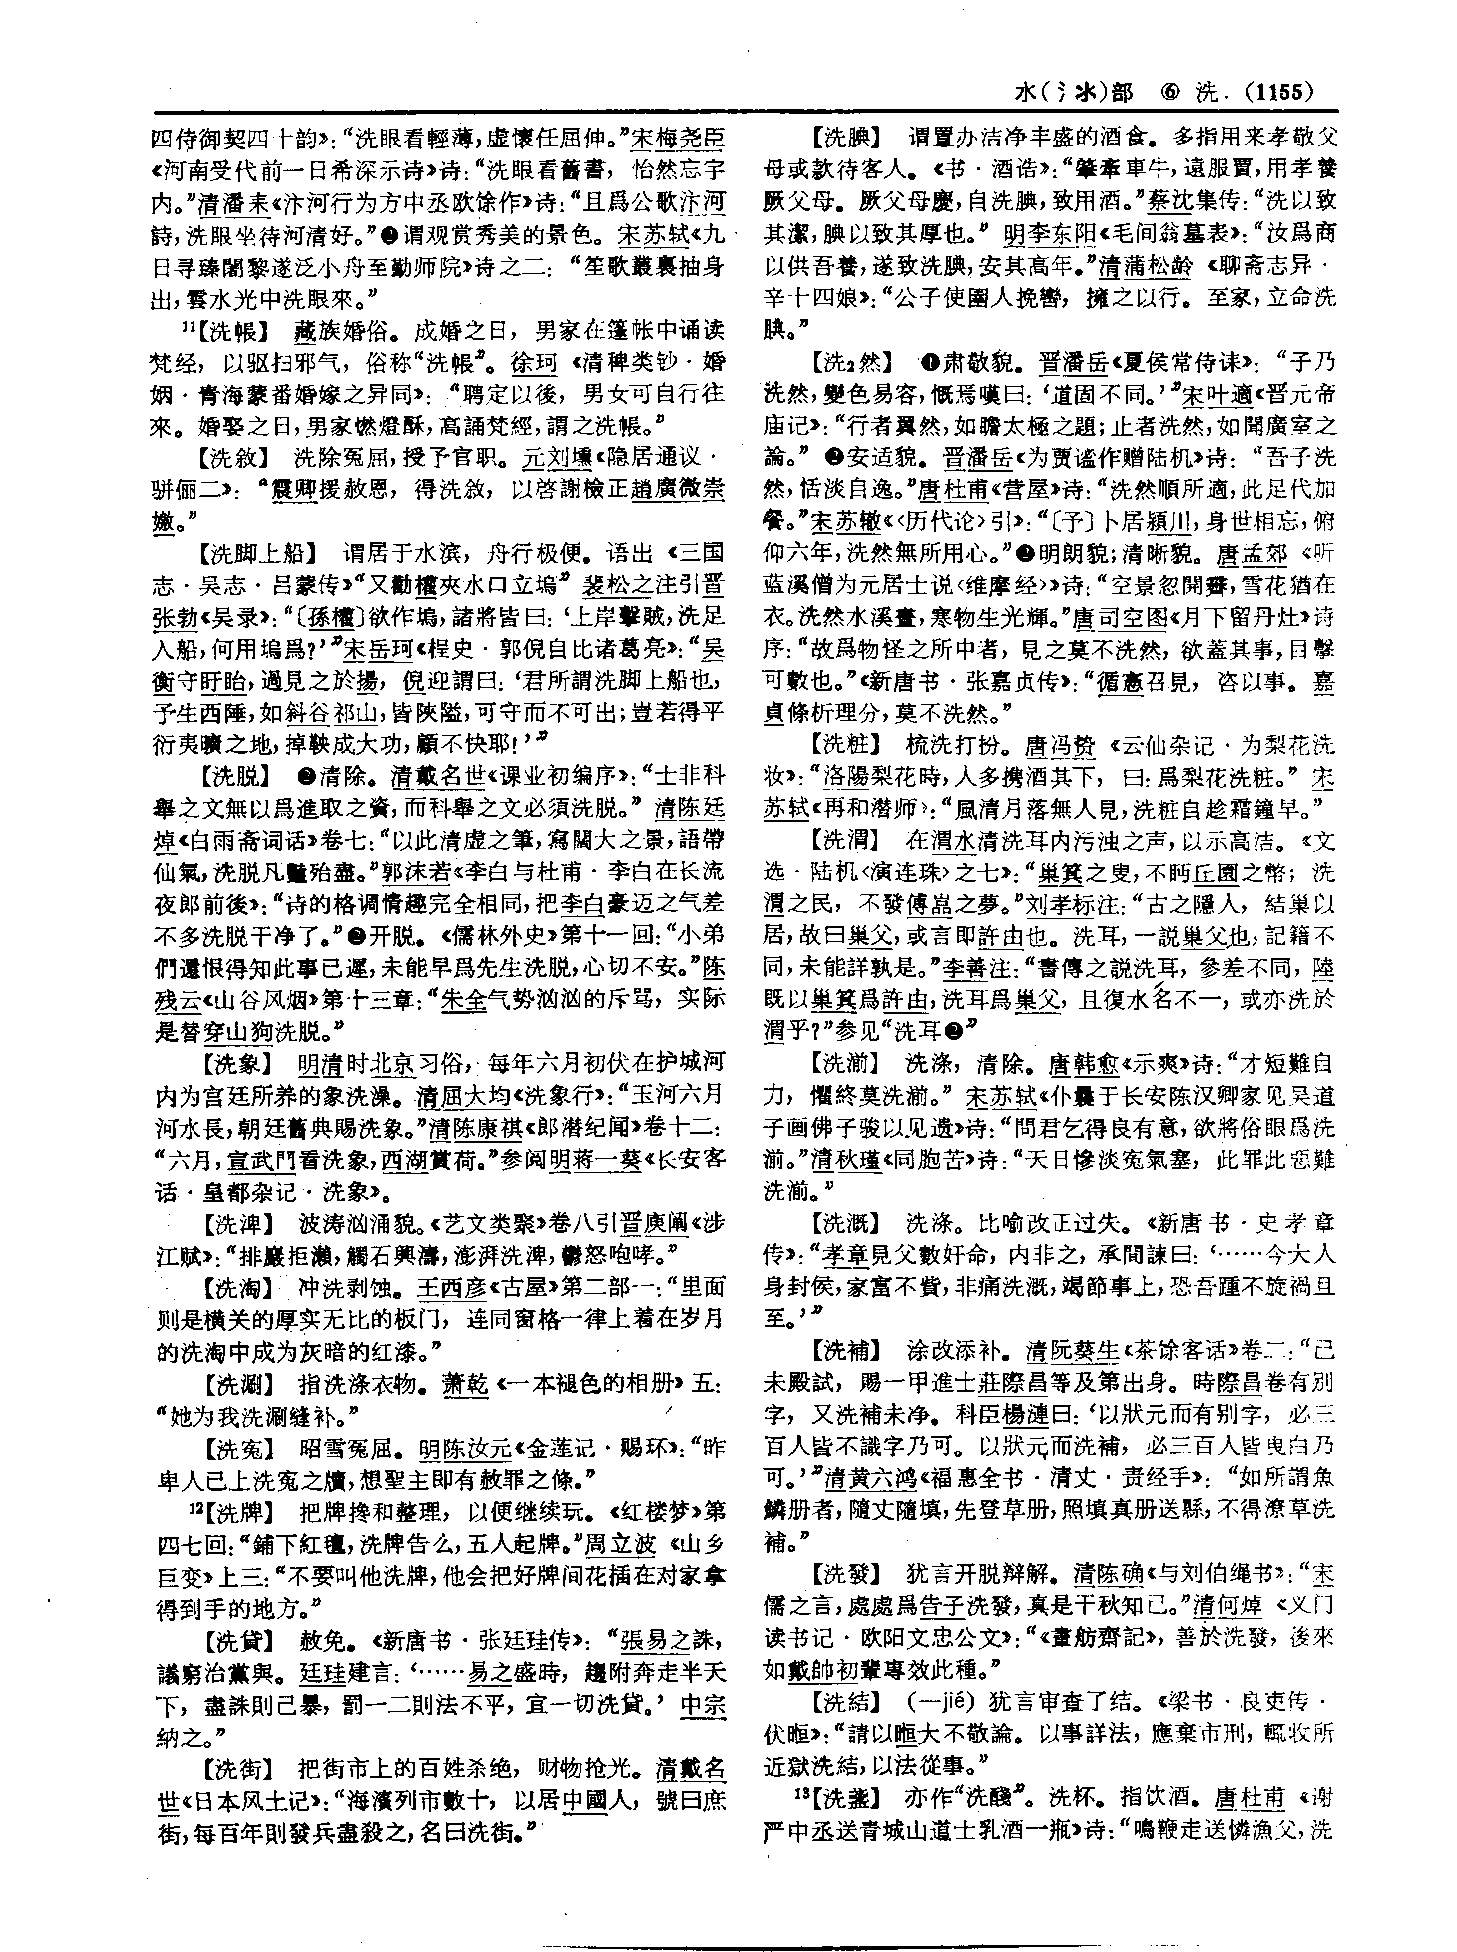 水(氵氺)部 ⑥ 洗. (1155)
四侍御契四十韵》：“洗眼看輕薄，虚懷任屈伸。”宋梅尧臣
《河南受代前一日希深示诗》诗：“洗眼看舊書， 怡然忘宇
内。”清潘耒《汴河行为方中丞欧馀作》诗：“且爲公歌汴河
詩，洗眼坐待河清好。”❸谓观赏秀美的景色。 宋苏轼《九
日寻臻闍黎遂泛小舟至勤师院》诗之二： “笙歌叢裏抽身
出，雲水光中洗眼來。”
11【洗帳】 藏族婚俗。成婚之日， 男家在篷帐中诵读
梵经， 以驱扫邪气， 俗称“洗帳”。徐珂《清稗类钞·婚
姻·青海蒙番婚嫁之异同》： “聘定以後， 男女可自行往
來。婚娶之日，男家燃燈酥，高誦梵經，謂之洗帳。”
【洗敘】 洗除冤屈，授予官职。元刘壎《隐居通议·
骈俪二》： “震卿援赦恩， 得洗敘， 以啓謝檢正趙廣微崇
嶓。”
【洗脚上船】 谓居于水滨， 舟行极便。语出《三国
志·吴志·吕蒙传》“又勸權夾水口立塢” 裴松之注引晋
张勃《吴录》：“〔孫權〕欲作塢，諸將皆曰：‘上岸擊賊，洗足
入船，何用塢爲？’”宋岳珂《桯史·郭倪自比诸葛亮》：“吴
衡守盱眙，過見之於揚， 倪迎謂曰：‘君所謂洗脚上船也，
予生西陲，如斜谷祁山，皆陜隘，可守而不可出；豈若得平
衍夷曠之地，掉鞅成大功，顧不快耶！’”
【洗脱】 ❶清除。清戴名世《课业初编序》：“士非科
舉之文無以爲進取之資，而科舉之文必須洗脱。” 清陈廷
焯《白雨斋词话》卷七：“以此清虚之筆，寫闊大之景，語帶
仙氣，洗脱凡豔殆盡。”郭沫若《李白与杜甫·李白在长流
夜郎前後》：“诗的格调情趣完全相同，把李白豪迈之气差
不多洗脱干净了。”❷开脱。《儒林外史》第十一回：“小弟
們還恨得知此事已遲，未能早爲先生洗脱，心切不安。”陈
残云《山谷风烟》第十三章：“朱全气势汹汹的斥骂， 实际
是替穿山狗洗脱。”
【洗象】 明清时北京习俗，每年六月初伏在护城河
内为宫廷所养的象洗澡。清屈大均《洗象行》：“玉河六月
河水長，朝廷舊典賜洗象。”清陈康祺《郎潜纪闻》卷十二：
“六月，宣武門看洗象，西湖賞荷。”参阅明蒋一葵《长安客
话·皇都杂记·洗象》。
【洗渒】 波涛汹涌貌。《艺文类聚》卷八引晋庾阐《涉
江赋》：“排巖拒瀨，觸石興濤，澎湃洗渒，鬱怒咆哮。”
【洗淘】 冲洗剥蚀。王西彦《古屋》第二部一：“里面
则是横关的厚实无比的板门， 连同窗格一律上着在岁月
的洗淘中成为灰暗的红漆。”
【洗涮】 指洗涤衣物。萧乾《一本褪色的相册》五：
“她为我洗涮缝补。”
【洗寃】 昭雪冤屈。明陈汝元《金莲记·赐环》：“昨
卑人已上洗寃之牘，想聖主即有赦罪之條。”
12【洗牌】 把牌搀和整理， 以便继续玩。《红楼梦》第
四七回：“鋪下紅氊，洗牌告么，五人起牌。”周立波《山乡
巨变》上三：“不要叫他洗牌，他会把好牌间花插在对家拿
得到手的地方。”
【洗貸】 赦免。《新唐书·张廷珪传》： “張易之誅，
議窮治黨與。廷珪建言：‘……易之盛時， 趨附奔走半天
下， 盡誅則已暴， 罰一二則法不平，宜一切洗貸。’ 中宗
纳之。”
【洗街】 把街市上的百姓杀绝， 财物抢光。清戴名
世《日本风土记》：“海濱列市數十， 以居中國人， 號曰庶
街，每百年則發兵盡殺之，名曰洗街。”
【洗腆】 谓置办洁净丰盛的酒食。多指用来孝敬父
母或款待客人。《书·酒诰》：“肇牽車牛，遠服賈，用孝養
厥父母。厥父母慶，自洗腆，致用酒。”蔡沈集传：“洗以致
其潔，腆以致其厚也。” 明李东阳《毛间翁墓表》：“汝爲商
以供吾養，遂致洗腆，安其高年。”清蒲松龄《聊斋志异·
辛十四娘》：“公子使圉人挽轡， 擁之以行。至家，立命洗
腆。”
【洗2然】 ❶肃敬貌。晋潘岳《夏侯常侍诔》： “子乃
洗然，變色易容，慨焉嘆曰：‘道固不同。’”宋叶適《晋元帝
庙记》：“行者翼然，如瞻太極之題；止者洗然，如聞廣室之
論。” ❷安适貌。晋潘岳《为贾谧作赠陆机》诗： “吾子洗
然，恬淡自逸。”唐杜甫《营屋》诗：“洗然順所適，此足代加
餐。”宋苏辙《〈历代论〉引》：“〔予〕卜居潁川，身世相忘，俯
仰六年，洗然無所用心。”❸明朗貌；清晰貌。唐孟郊《听
蓝溪僧为元居士说〈维摩经〉》诗：“空景忽開霽，雪花猶在
衣。洗然水溪晝，寒物生光輝。”唐司空图《月下留丹灶》诗
序：“故爲物怪之所中者， 見之莫不洗然， 欲蓋其事，目擊
可數也。”《新唐书·张嘉贞传》：“循憲召見， 咨以事。嘉
貞條析理分，莫不洗然。”
【洗粧】 梳洗打扮。唐冯贽《云仙杂记·为梨花洗
妆》：“洛陽梨花時，人多携酒其下， 曰：爲梨花洗粧。” 宋
苏轼《再和潜师》：“風清月落無人見，洗粧自趁霜鐘早。”
【洗渭】 在渭水清洗耳内污浊之声，以示高洁。《文
选·陆机〈演连珠〉之七》：“巢箕之叟，不眄丘園之幣； 洗
渭之民， 不發傅嵓之夢。”刘孝标注：“古之隱人， 結巢以
居，故曰巢父，或言即許由也。洗耳，一説巢父也，記籍不
同，未能詳孰是。”李善注：“書傳之説洗耳， 參差不同，陸
既以巢箕爲許由，洗耳爲巢父， 且復水名不一， 或亦洗於
渭乎？”参见“洗耳❷”
【洗湔】 洗涤，清除。唐韩愈《示爽》诗：“才短難自
力， 懼終莫洗湔。” 宋苏轼《仆曩于长安陈汉卿家见吴道
子画佛子骏以见遗》诗：“問君乞得良有意，欲將俗眼爲洗
湔。”清秋瑾《同胞苦》诗：“天日慘淡寃氣塞， 此罪此惡難
洗湔。”
【洗溉】 洗涤。比喻改正过失。《新唐书·史孝章
传》：“孝章見父數奸命，内非之，承間諫曰：‘……今大人
身封侯，家富不貲，非痛洗溉，竭節事上，恐吾踵不旋禍且
至。’”
【洗補】 涂改添补。清阮葵生《茶馀客话》卷二：“己
未殿試， 賜一甲進士莊際昌等及第出身。時際昌卷有别
字， 又洗補未净。科臣楊漣曰：‘以狀元而有别字， 必三
百人皆不識字乃可。以狀元而洗補， 必三百人皆曳白乃
可。’”清黄六鸿《福惠全书·清丈·责经手》： “如所謂魚
鱗册者，隨丈隨填，先登草册，照填真册送縣，不得潦草洗
補。”
【洗發】 犹言开脱辩解。清陈确《与刘伯绳书》：“宋
儒之言，處處爲告子洗發，真是千秋知己。”清何焯《义门
读书记·欧阳文忠公文》：“《畫舫齋記》，善於洗發，後來
如戴帥初輩專效此種。”
【洗結】 (—jié) 犹言审查了结。《梁书·良吏传·
伏暅》：“請以暅大不敬論。以事詳法，應棄市刑，輒收所
近獄洗結，以法從事。”
13【洗盞】 亦作“洗醆”。洗杯。指饮酒。唐杜甫《谢
严中丞送青城山道士乳酒一瓶》诗：“鳴鞭走送憐漁父，洗